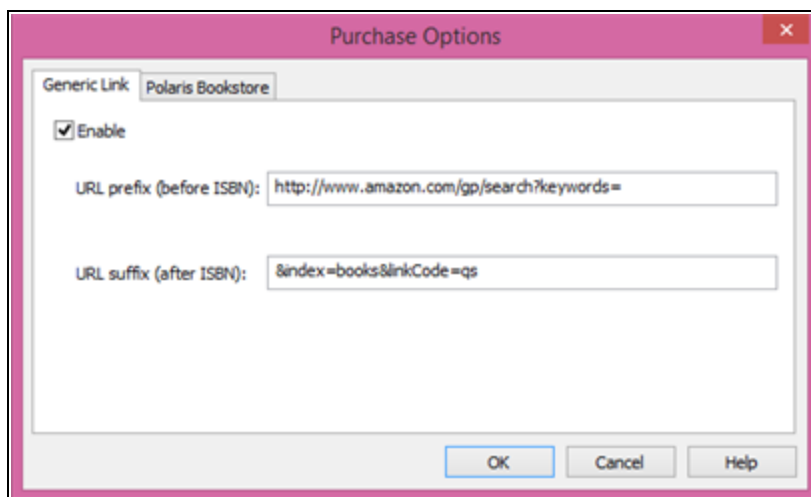 Purchase Options
Generic Link Polaris Bookstore
Enable
URL prefix (before ISBN): http://www.amazon.com/gp/search?keywords=
URL suffix (after ISBN): &index=books&linkCode=qs
OK Cancel Help